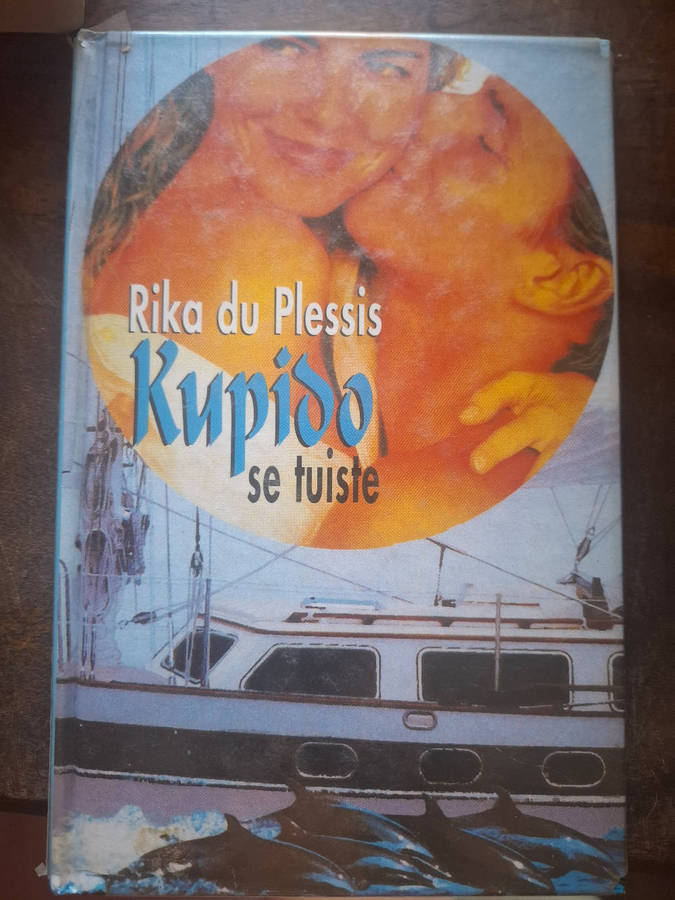 Rika du Plessis
Kupido
se tuiste